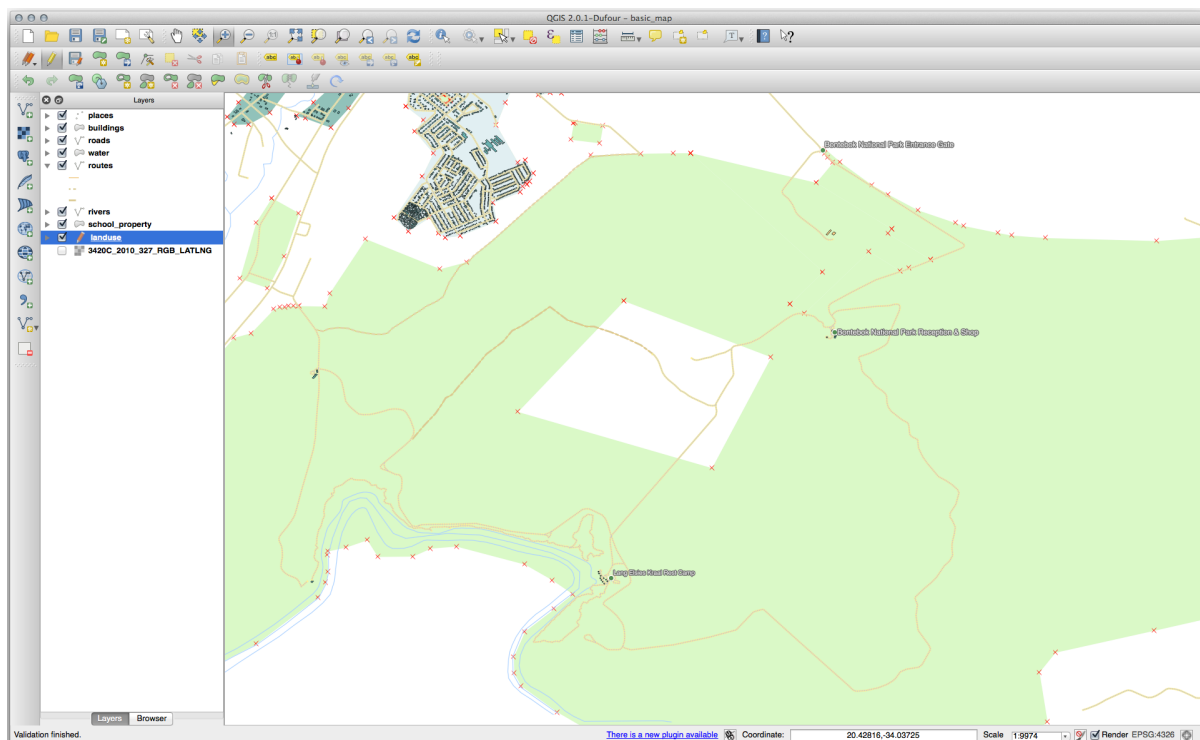 QGIS 2.0.1-Dufour – basic_map
Layers
places
buildings
roads
water
routes
rivers
school_property
landuse
3420C_2010_327_RGB_LATLNG
Bontebok National Park Entrance Gate
Bontebok National Park Reception & Shop
Lang Elsies Kraal Rest Camp
Layers Browser
Validation finished. There is a new plugin available Coordinate: 20.42816,-34.03725 Scale 1:9974 Render EPSG:4326